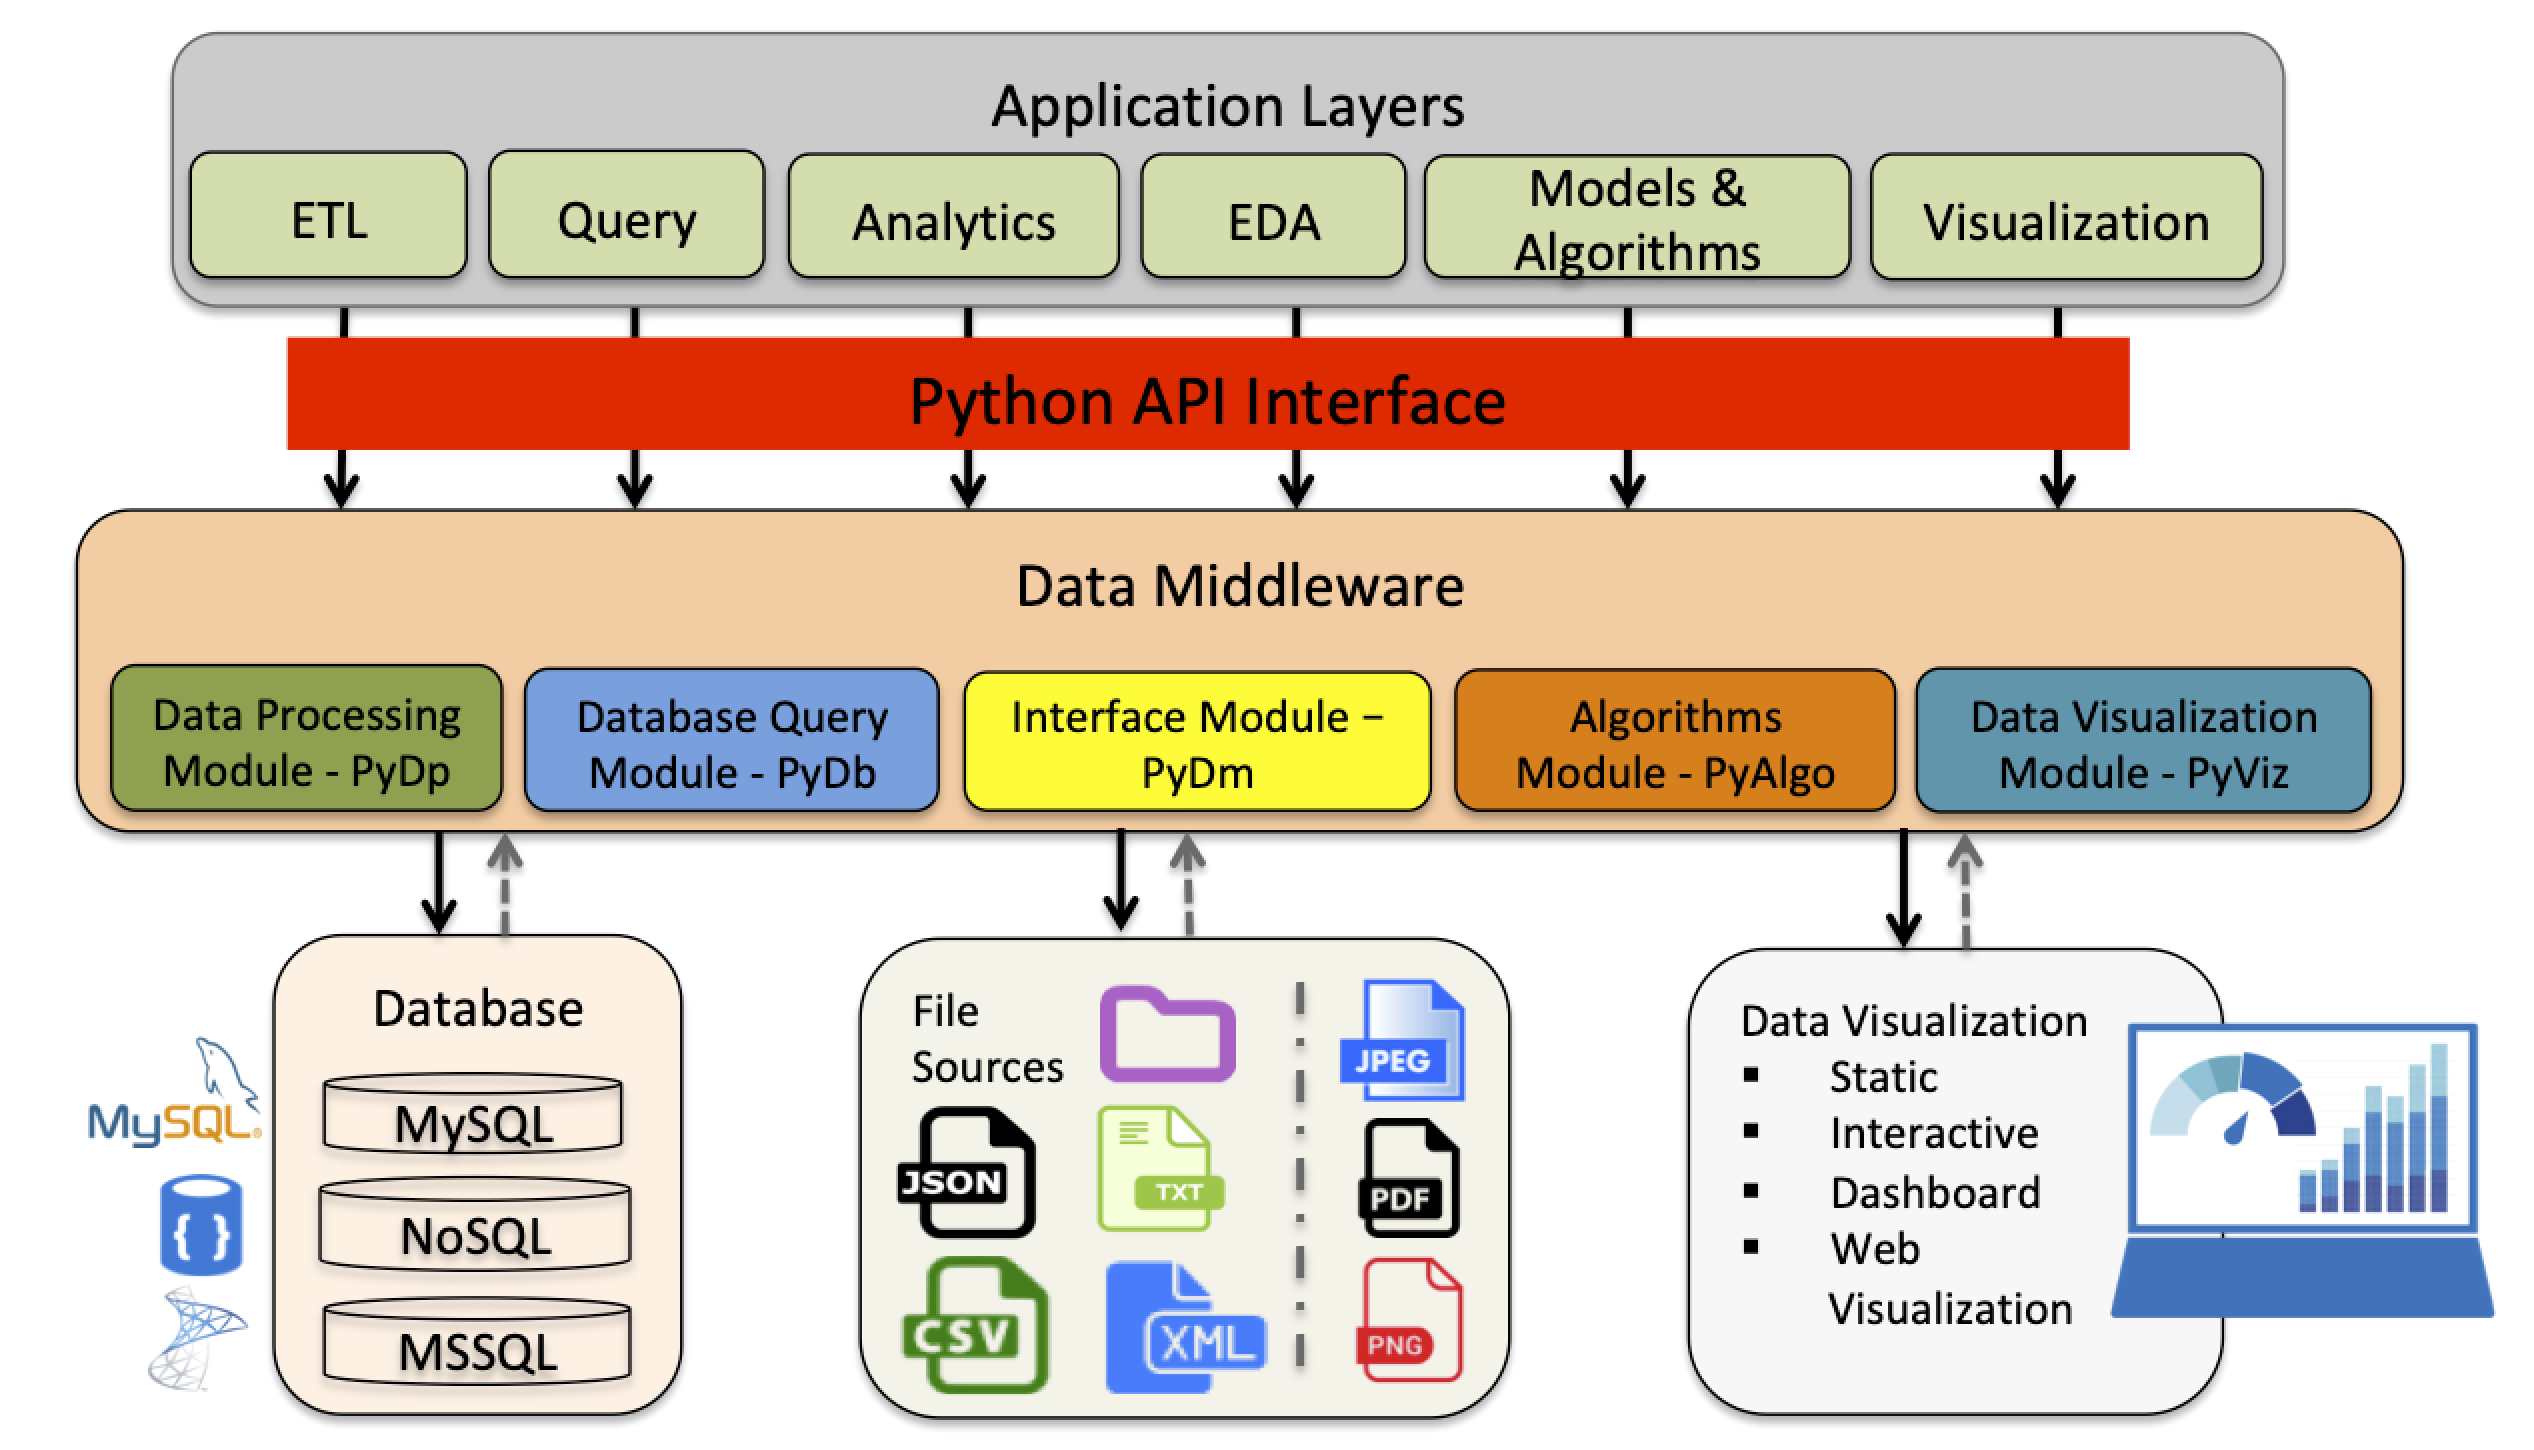 Application Layers
ETL
Query
Analytics
EDA
Models &
Algorithms
Visualization
Python API Interface
Data Middleware
Data Processing
Module - PyDp
Database Query
Module - PyDb
Interface Module –
PyDm
Algorithms
Module - PyAlgo
Data Visualization
Module - PyViz
Database
MySQL
NoSQL
MSSQL
MySQL®
{ }
File
Sources
JPEG
JSON
TXT
PDF
CSV
XML
PNG
Data Visualization
▪ Static
▪ Interactive
▪ Dashboard
▪ Web
Visualization